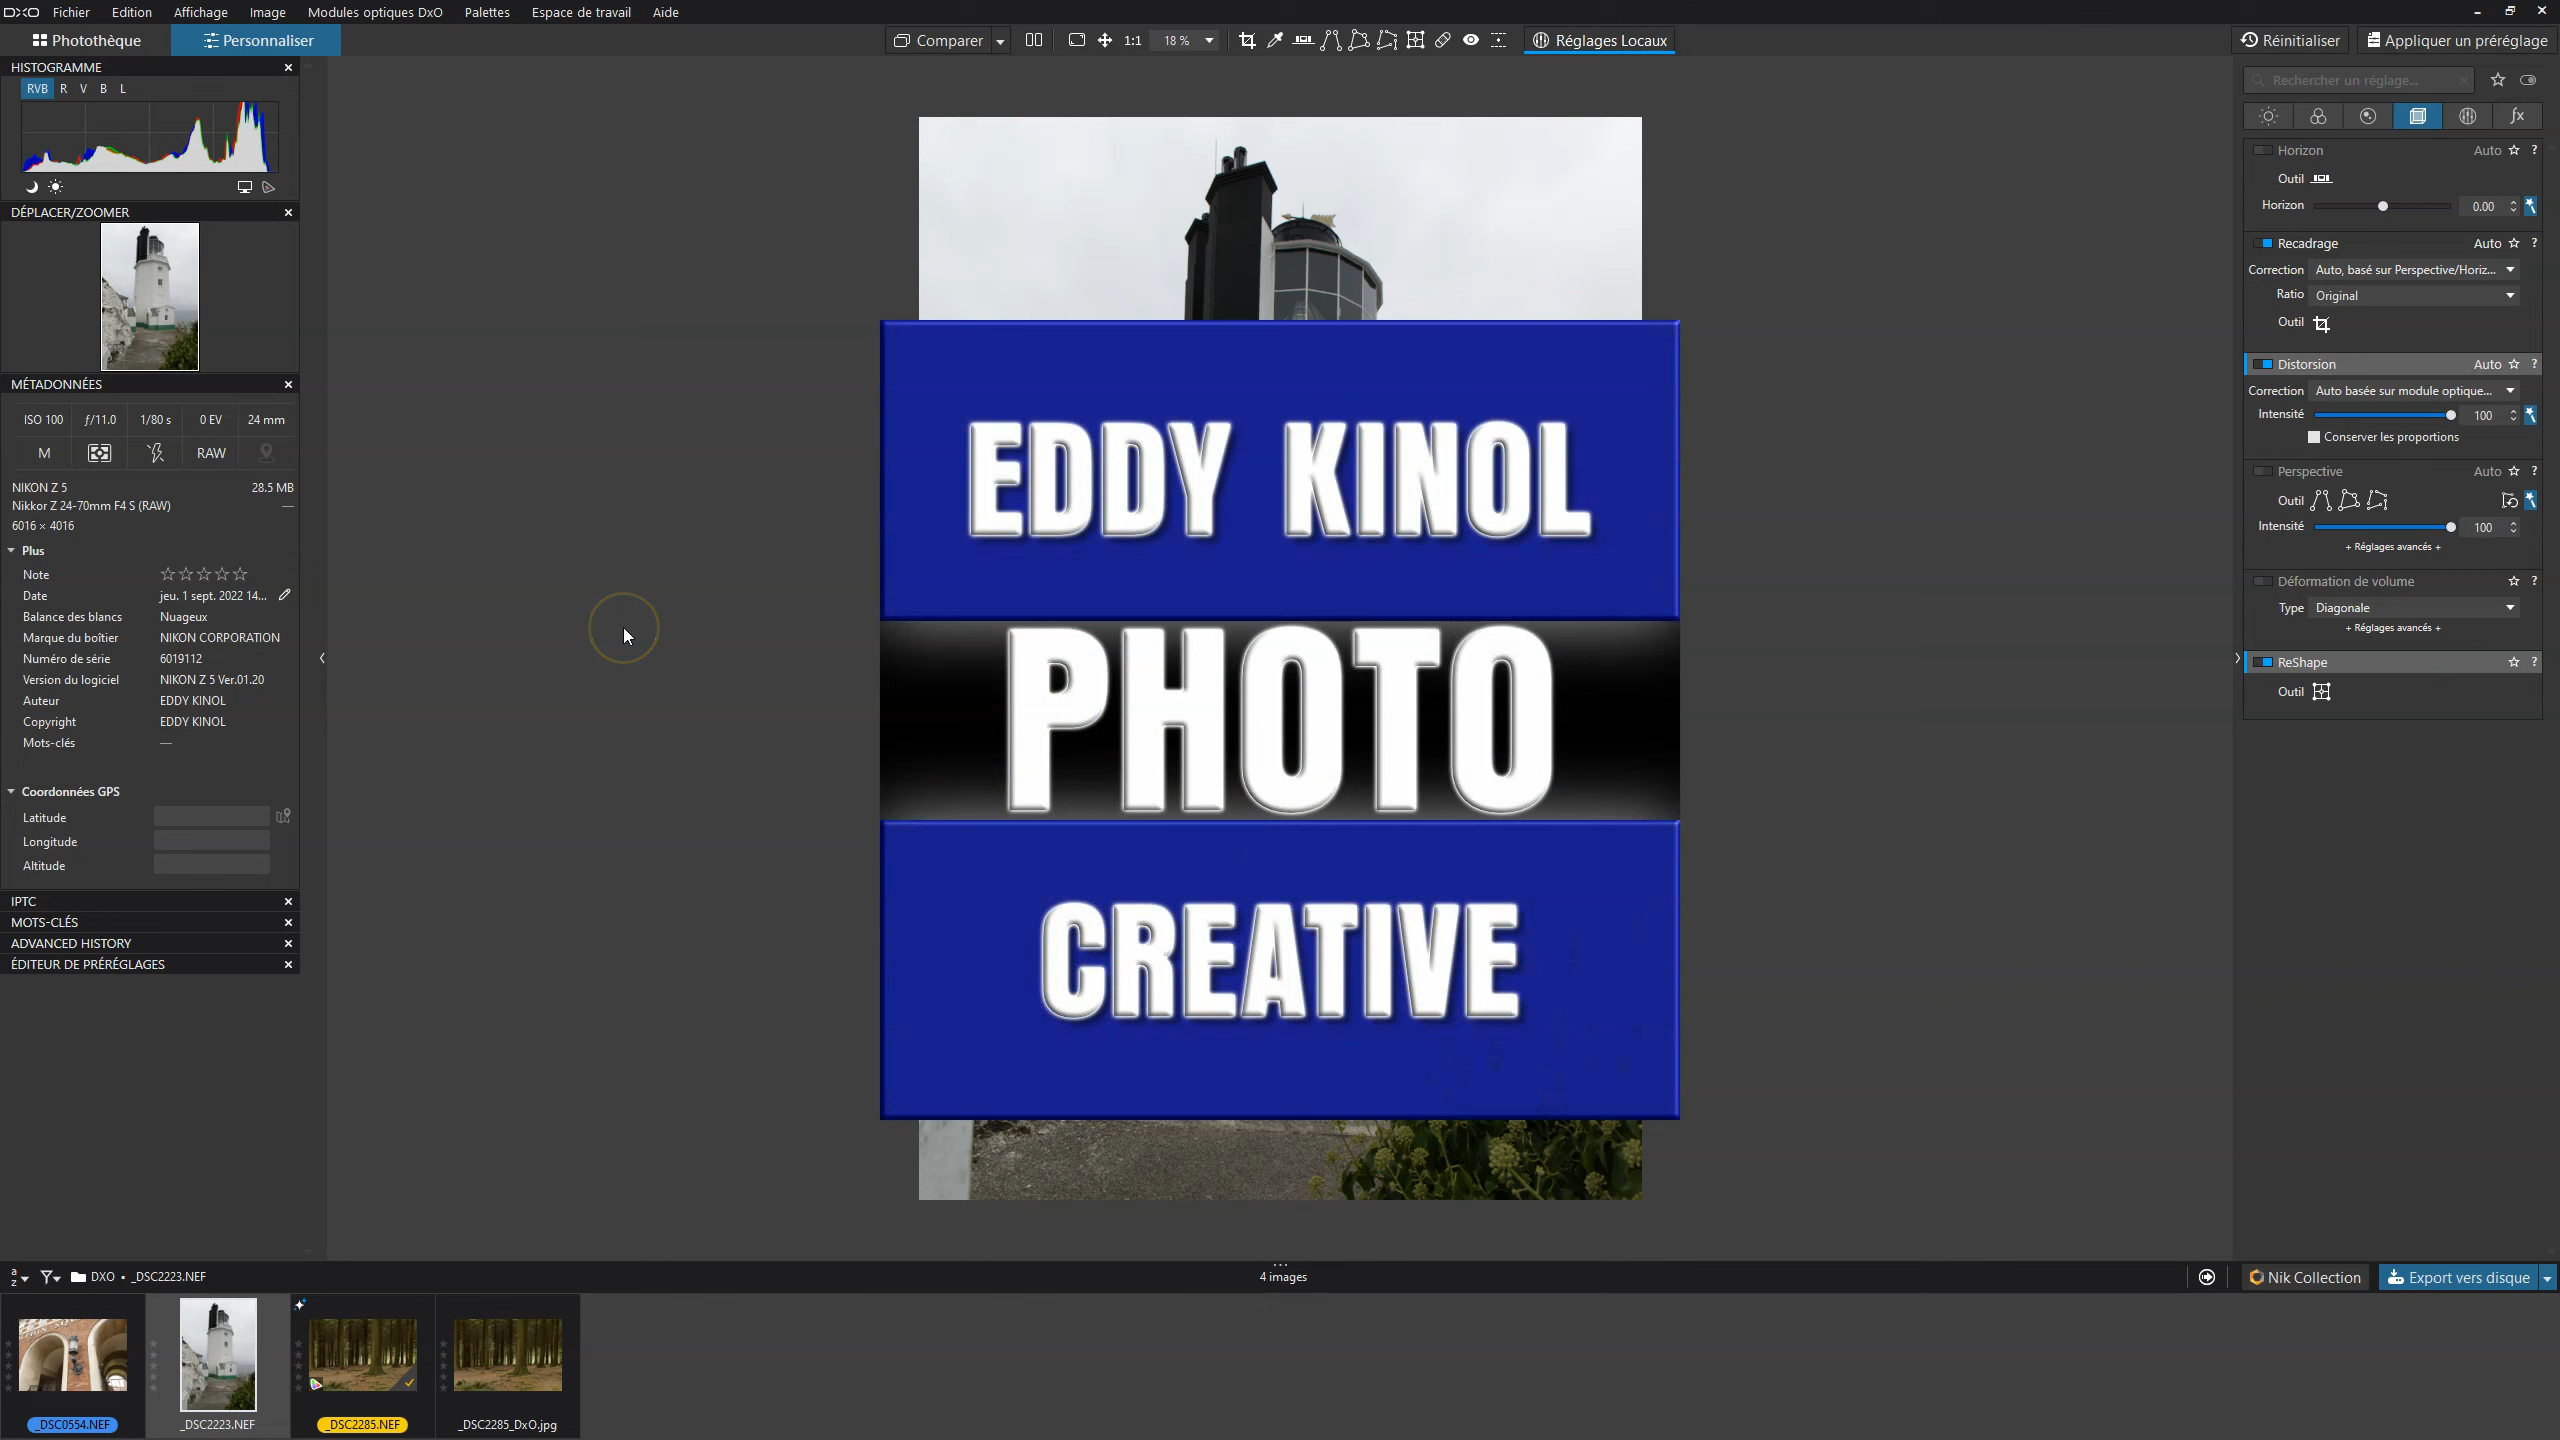 DXO Fichier Edition Affichage Image Modules optiques DxO Palettes Espace de travail Aide
Photothèque Personnaliser Comparer 1:1 18 % Réglages Locaux Réinitialiser Appliquer un préréglage
HISTOGRAMME
RVB R V B L
DÉPLACER/ZOOMER
MÉTADONNÉES
ISO 100 ƒ/11.0 1/80 s 0 EV 24 mm
M RAW
NIKON Z 5 28.5 MB
Nikkor Z 24-70mm F4 S (RAW) —
6016 × 4016
Plus
Note
Date jeu. 1 sept. 2022 14...
Balance des blancs Nuageux
Marque du boîtier NIKON CORPORATION
Numéro de série 6019112
Version du logiciel NIKON Z 5 Ver.01.20
Auteur EDDY KINOL
Copyright EDDY KINOL
Mots-clés —
Coordonnées GPS
Latitude
Longitude
Altitude
IPTC
MOTS-CLÉS
ADVANCED HISTORY
ÉDITEUR DE PRÉRÉGLAGES
EDDY KINOL
PHOTO
CREATIVE
Rechercher un réglage...
fx
Horizon Auto ?
Outil
Horizon 0.00
Recadrage Auto ?
Correction Auto, basé sur Perspective/Horiz...
Ratio Original
Outil
Distorsion Auto ?
Correction Auto basée sur module optique...
Intensité 100
Conserver les proportions
Perspective Auto ?
Outil
Intensité 100
+ Réglages avancés +
Déformation de volume ?
Type Diagonale
+ Réglages avancés +
ReShape ?
Outil
a
z
DXO • _DSC2223.NEF 4 images Nik Collection Export vers disque
_DSC0554.NEF _DSC2223.NEF _DSC2285.NEF _DSC2285_DxO.jpg